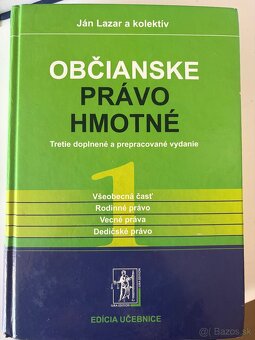 Ján Lazar a kolektív
OBČIANSKE
PRÁVO
HMOTNÉ
Tretie doplnené a prepracované vydanie
1
Všeobecná časť
Rodinné právo
Vecné práva
Dedičské právo
EDÍCIA UČEBNICE
Bazos.sk